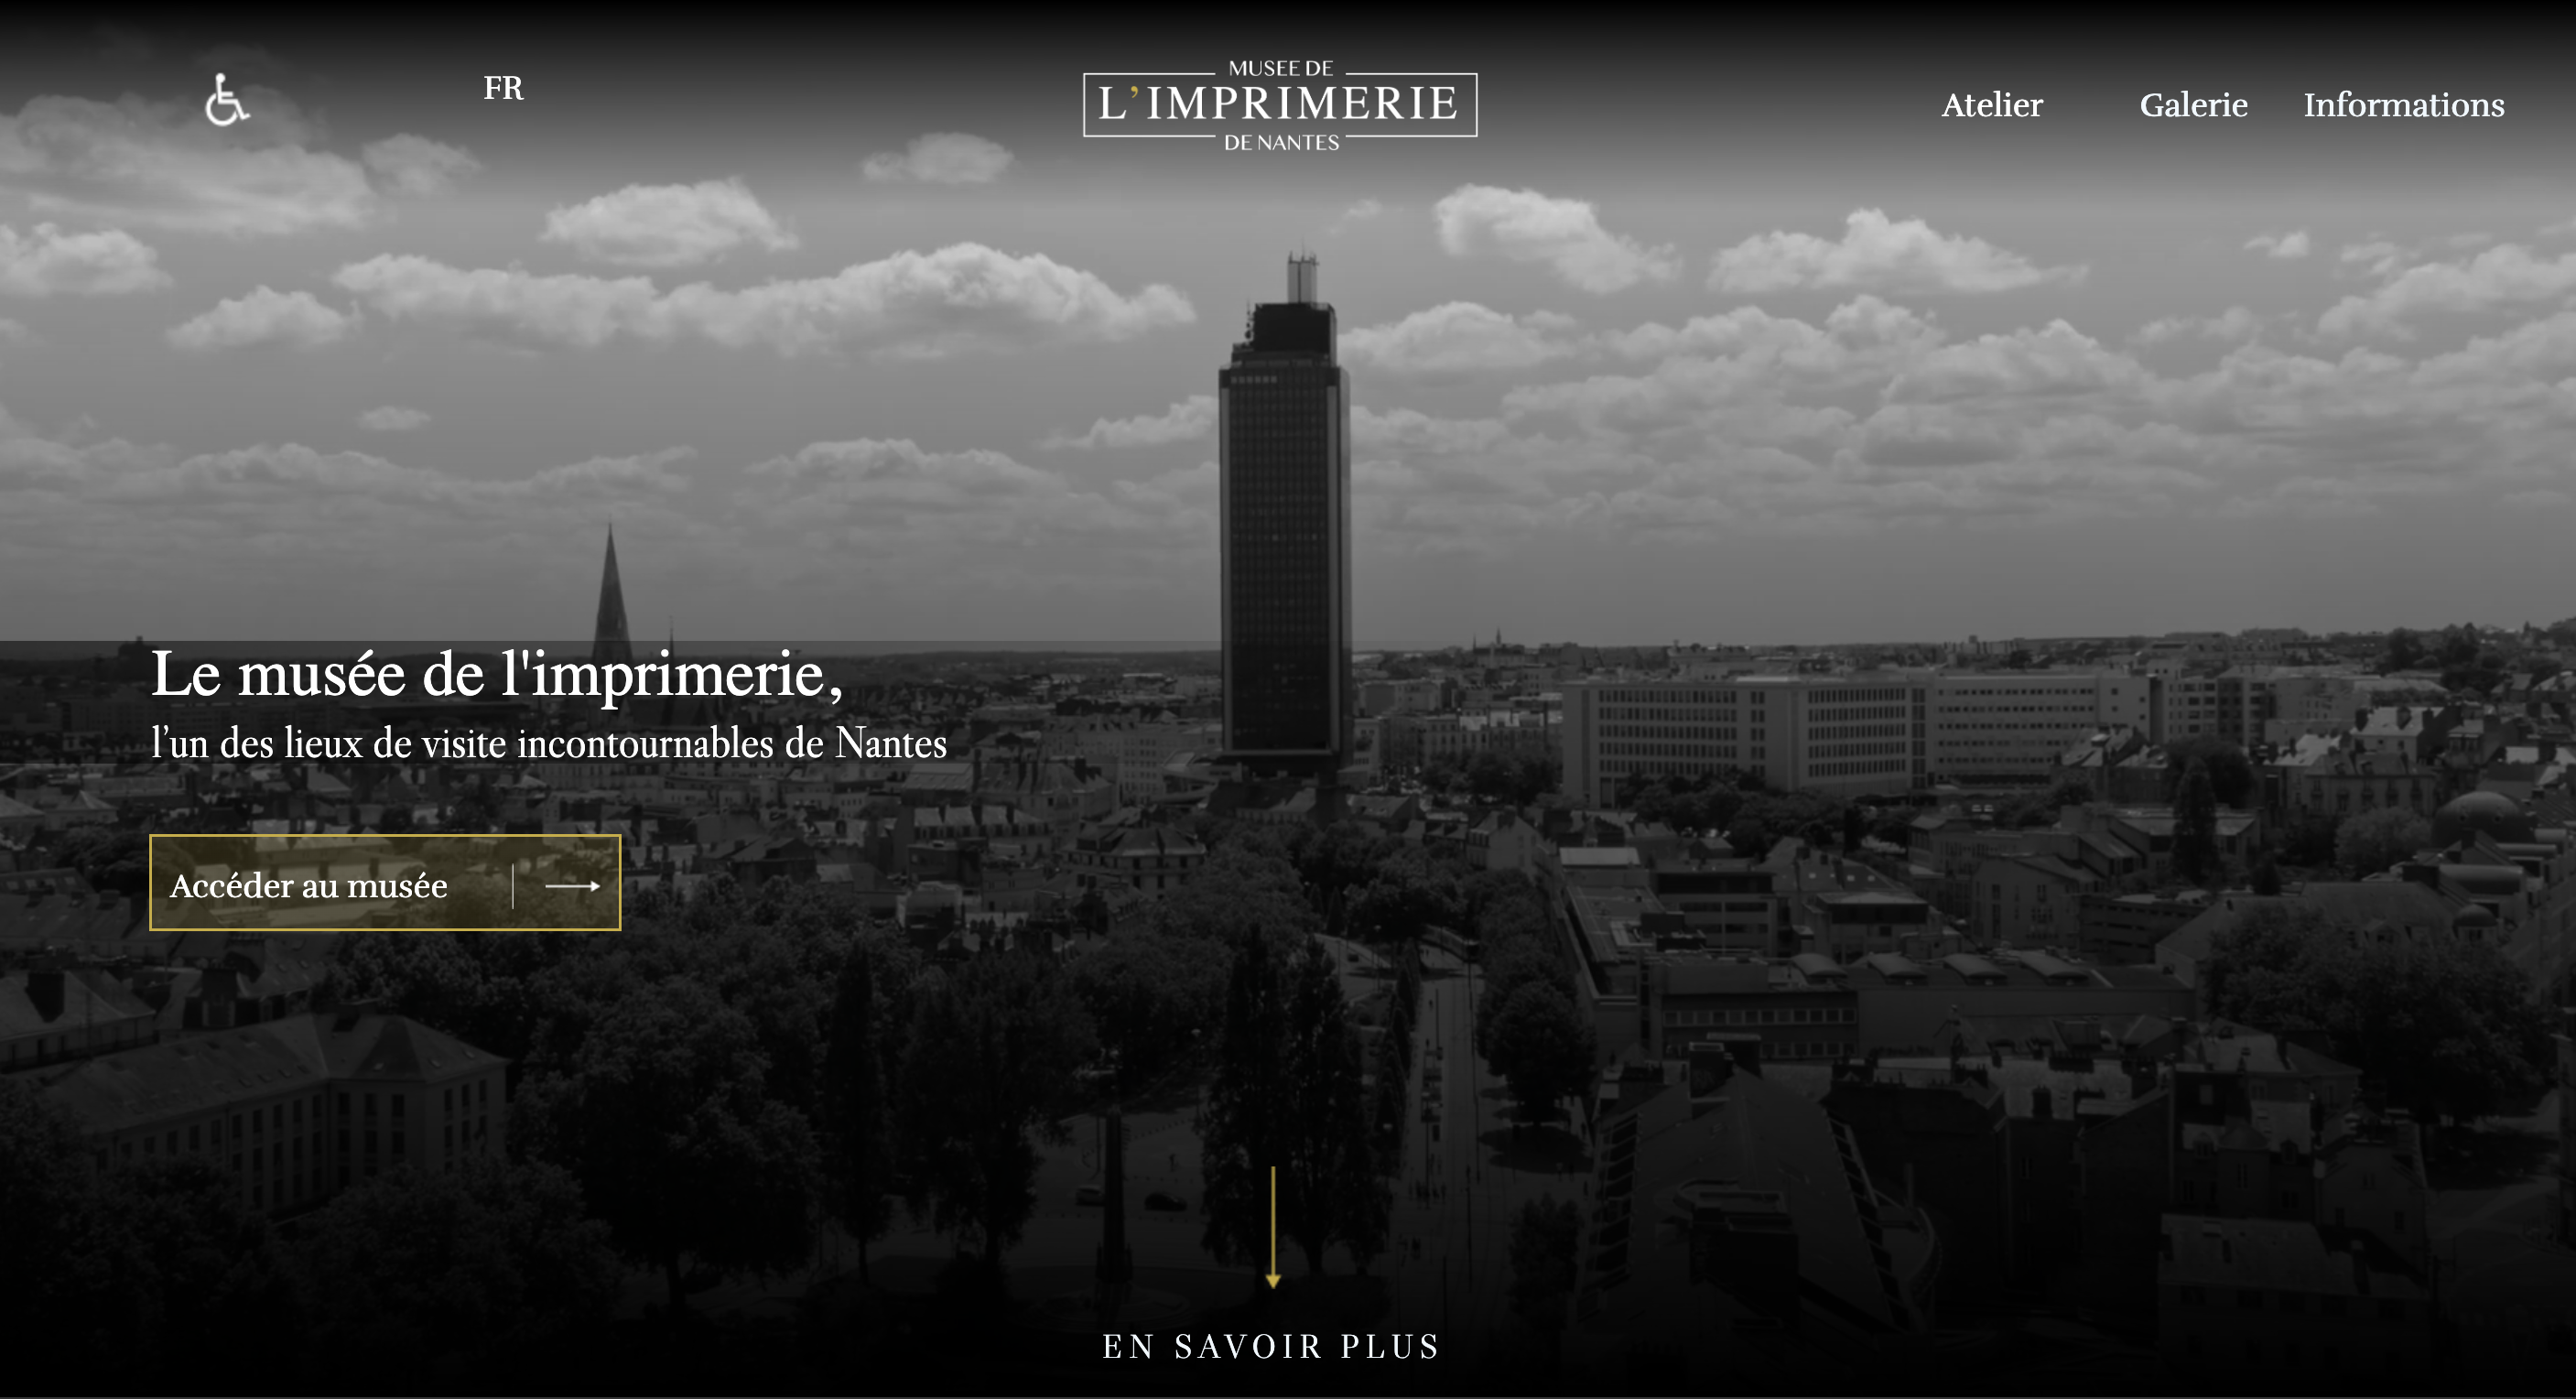 FR
MUSEE DE
L’IMPRIMERIE
DE NANTES
Atelier
Galerie
Informations
Le musée de l'imprimerie,
l’un des lieux de visite incontournables de Nantes
Accéder au musée
EN SAVOIR PLUS